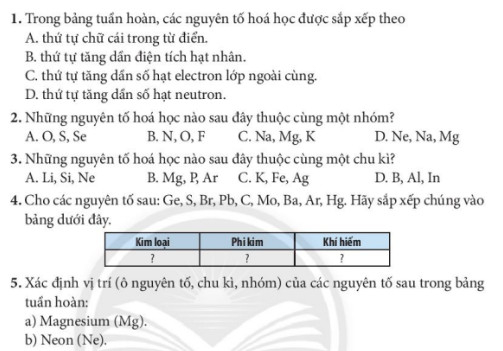 1. Trong bảng tuần hoàn, các nguyên tố hoá học được sắp xếp theo
A. thứ tự chữ cái trong từ điển.
B. thứ tự tăng dần điện tích hạt nhân.
C. thứ tự tăng dần số hạt electron lớp ngoài cùng.
D. thứ tự tăng dần số hạt neutron.
2. Những nguyên tố hoá học nào sau đây thuộc cùng một nhóm?
A. O, S, Se B. N, O, F C. Na, Mg, K D. Ne, Na, Mg
3. Những nguyên tố hoá học nào sau đây thuộc cùng một chu kì?
A. Li, Si, Ne B. Mg, P, Ar C. K, Fe, Ag D. B, Al, In
4. Cho các nguyên tố sau: Ge, S, Br, Pb, C, Mo, Ba, Ar, Hg. Hãy sắp xếp chúng vào
bảng dưới đây.
Kim loại Phi kim Khí hiếm
? ? ?
5. Xác định vị trí (ô nguyên tố, chu kì, nhóm) của các nguyên tố sau trong bảng
tuần hoàn:
a) Magnesium (Mg).
b) Neon (Ne).